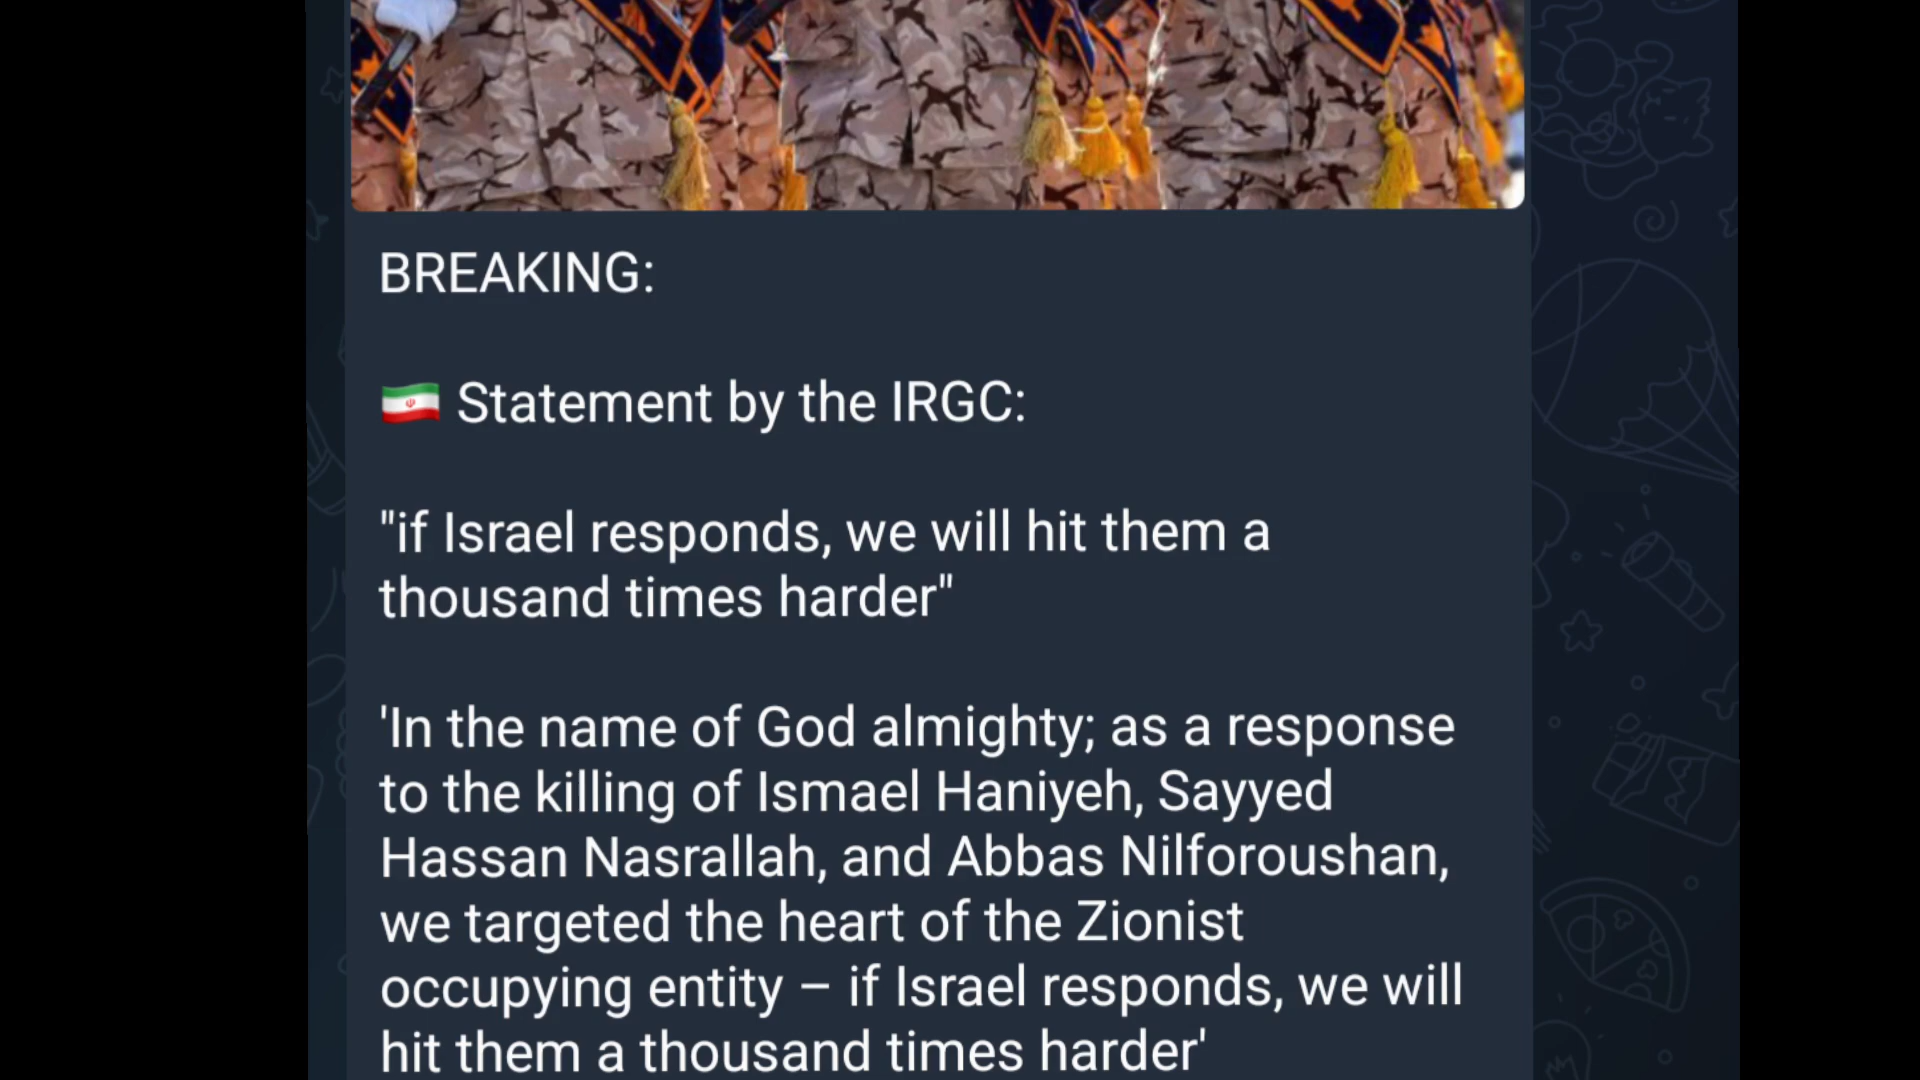 BREAKING:
🇮🇷 Statement by the IRGC:
"if Israel responds, we will hit them a
thousand times harder"
'In the name of God almighty; as a response
to the killing of Ismael Haniyeh, Sayyed
Hassan Nasrallah, and Abbas Nilforoushan,
we targeted the heart of the Zionist
occupying entity – if Israel responds, we will
hit them a thousand times harder'